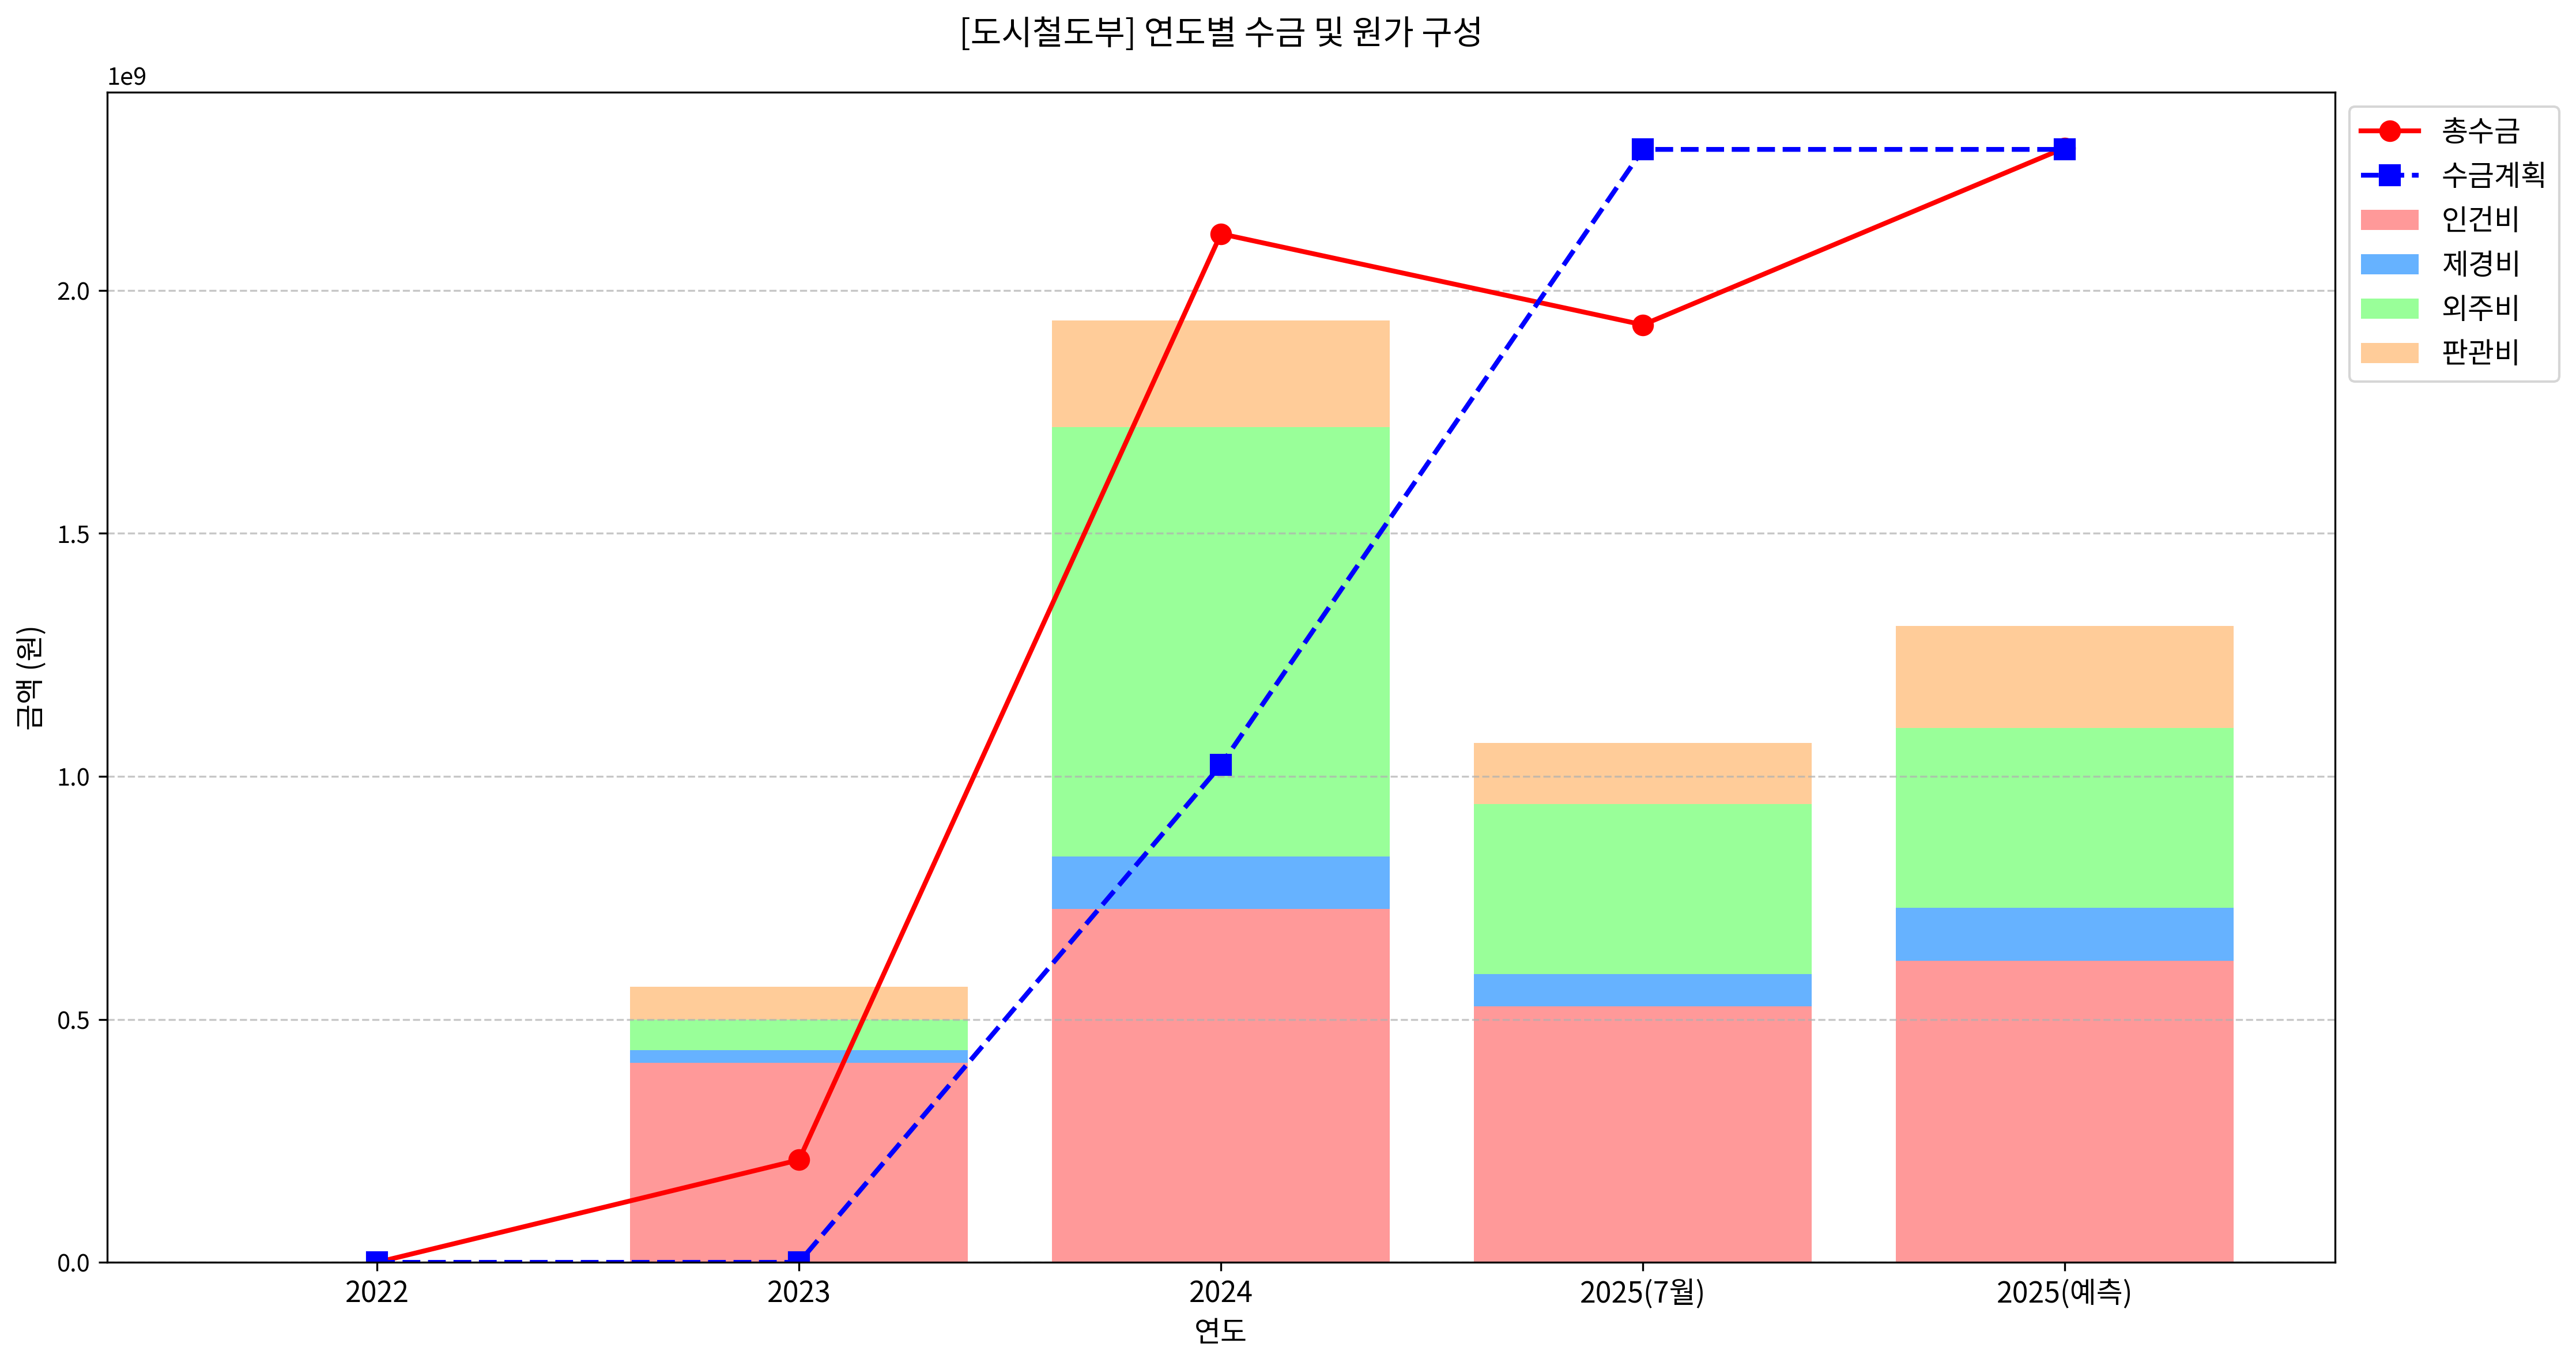 [도시철도부] 연도별 수금 및 원가 구성
1e9
총수금
수금계획
인건비
제경비
외주비
판관비
2.0
1.5
1.0
0.5
0.0
금액 (원)
2022
2023
2024
2025(7월)
2025(예측)
연도